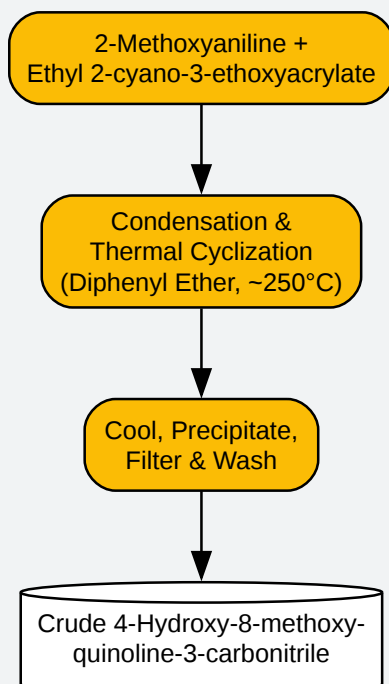 2-Methoxyaniline +
Ethyl 2-cyano-3-ethoxyacrylate
Condensation &
Thermal Cyclization
(Diphenyl Ether, ~250°C)
Cool, Precipitate,
Filter & Wash
Crude 4-Hydroxy-8-methoxy-
quinoline-3-carbonitrile